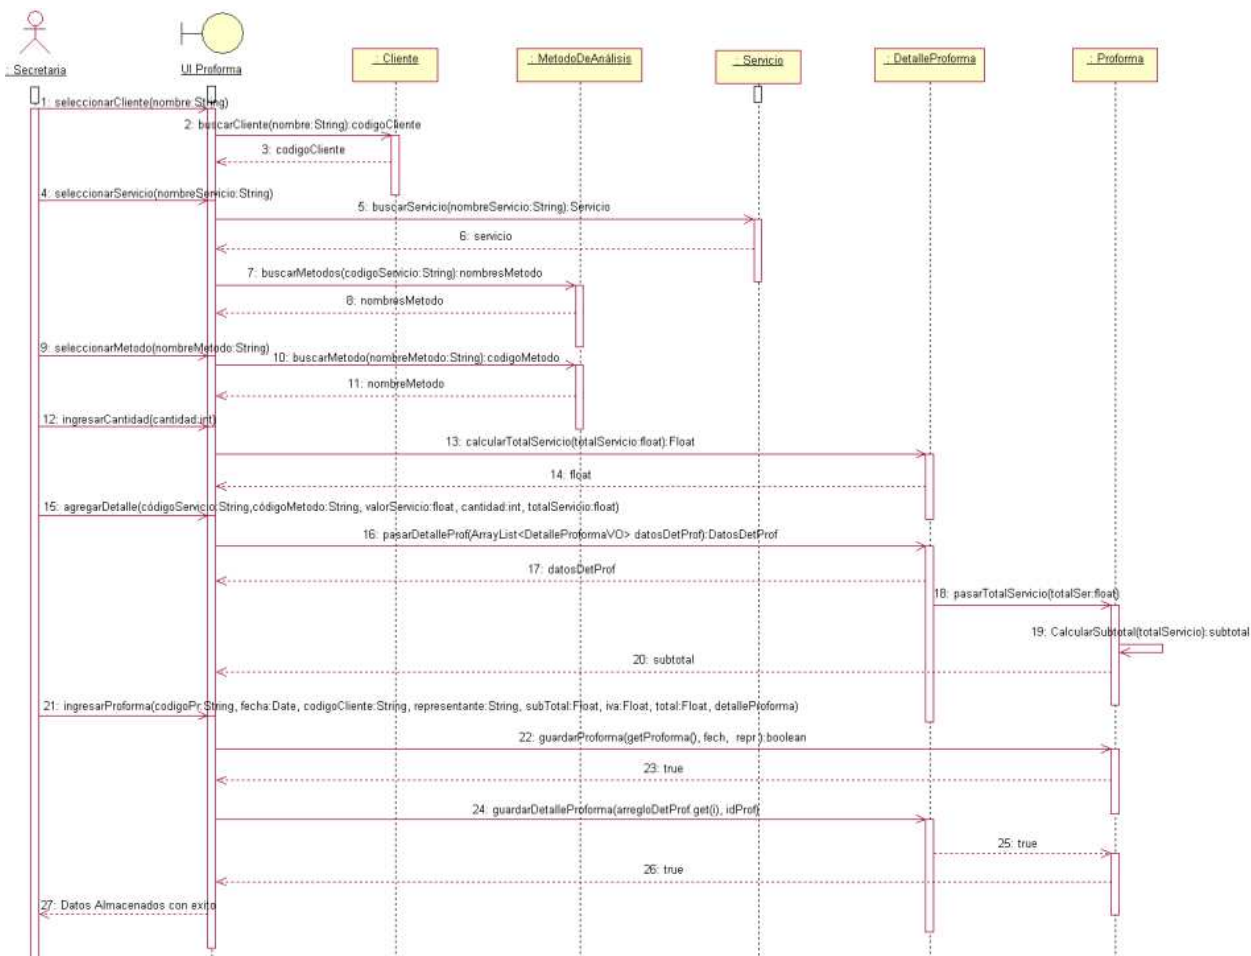 : Secretaria
UI Proforma
: Cliente
: MetodoDeAnálisis
: Servicio
: DetalleProforma
: Proforma
1: seleccionarCliente(nombre:String)
2: buscarCliente(nombre:String):codigoCliente
3: codigoCliente
4: seleccionarServicio(nombreServicio:String)
5: buscarServicio(nombreServicio:String):Servicio
6: servicio
7: buscarMetodos(codigoServicio:String):nombresMetodo
8: nombresMetodo
9: seleccionarMetodo(nombreMetodo:String)
10: buscarMetodo(nombreMetodo:String):codigoMetodo
11: nombreMetodo
12: ingresarCantidad(cantidad:int)
13: calcularTotalServicio(totalServicio:float):Float
14: float
15: agregarDetalle(códigoServicio:String,códigoMetodo:String, valorServicio:float, cantidad:int, totalServicio:float)
16: pasarDetalleProf(ArrayList<DetalleProformaVO> datosDetProf):DatosDetProf
17: datosDetProf
18: pasarTotalServicio(totalSer:float)
19: CalcularSubtotal(totalServicio):subtotal
20: subtotal
21: ingresarProforma(codigoPr:String, fecha:Date, codigoCliente:String, representante:String, subTotal:Float, iva:Float, total:Float, detalleProforma)
22: guardarProforma(getProforma(), fech, repr ):boolean
23: true
24: guardarDetalleProforma(arregloDetProf.get(i), idProf)
25: true
26: true
27: Datos Almacenados con exito